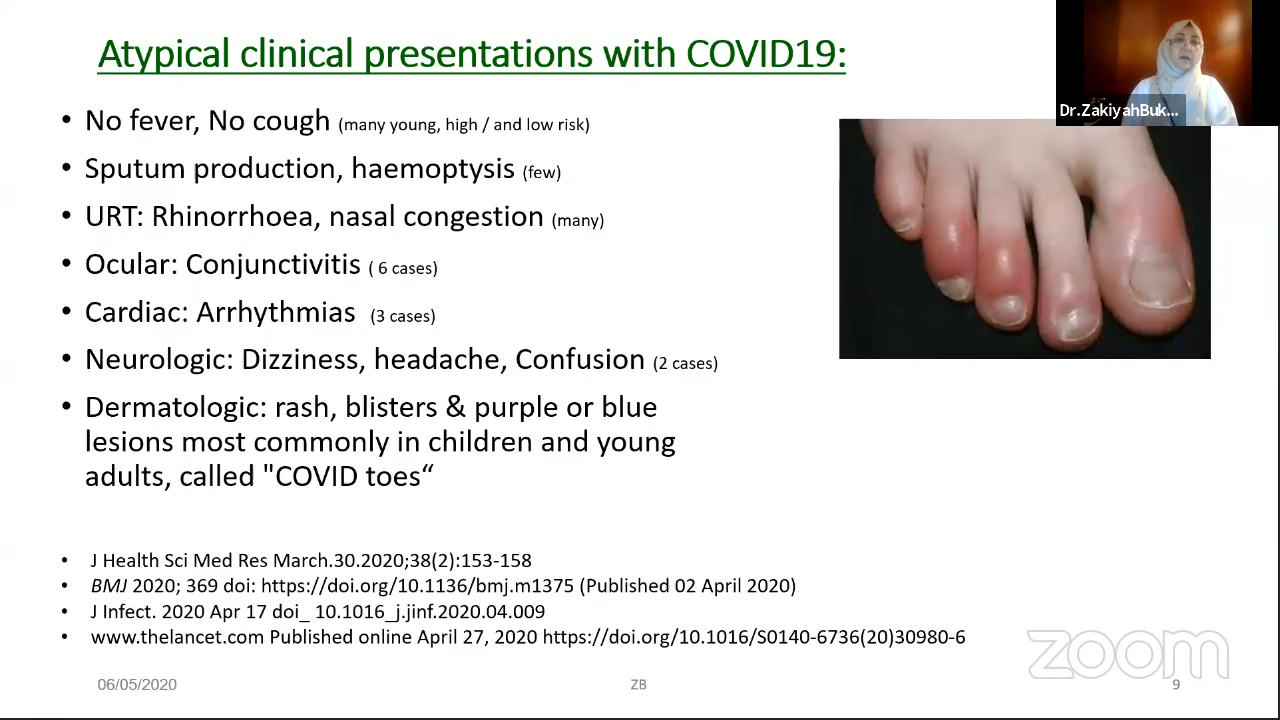 Atypical clinical presentations with COVID19:
Dr.ZakiyahBuk...
• No fever, No cough (many young, high / and low risk)
• Sputum production, haemoptysis (few)
• URT: Rhinorrhoea, nasal congestion (many)
• Ocular: Conjunctivitis ( 6 cases)
• Cardiac: Arrhythmias (3 cases)
• Neurologic: Dizziness, headache, Confusion (2 cases)
• Dermatologic: rash, blisters & purple or blue
lesions most commonly in children and young
adults, called "COVID toes“
• J Health Sci Med Res March.30.2020;38(2):153-158
• BMJ 2020; 369 doi: https://doi.org/10.1136/bmj.m1375 (Published 02 April 2020)
• J Infect. 2020 Apr 17 doi_ 10.1016_j.jinf.2020.04.009
• www.thelancet.com Published online April 27, 2020 https://doi.org/10.1016/S0140-6736(20)30980-6
zoom
06/05/2020
ZB
9